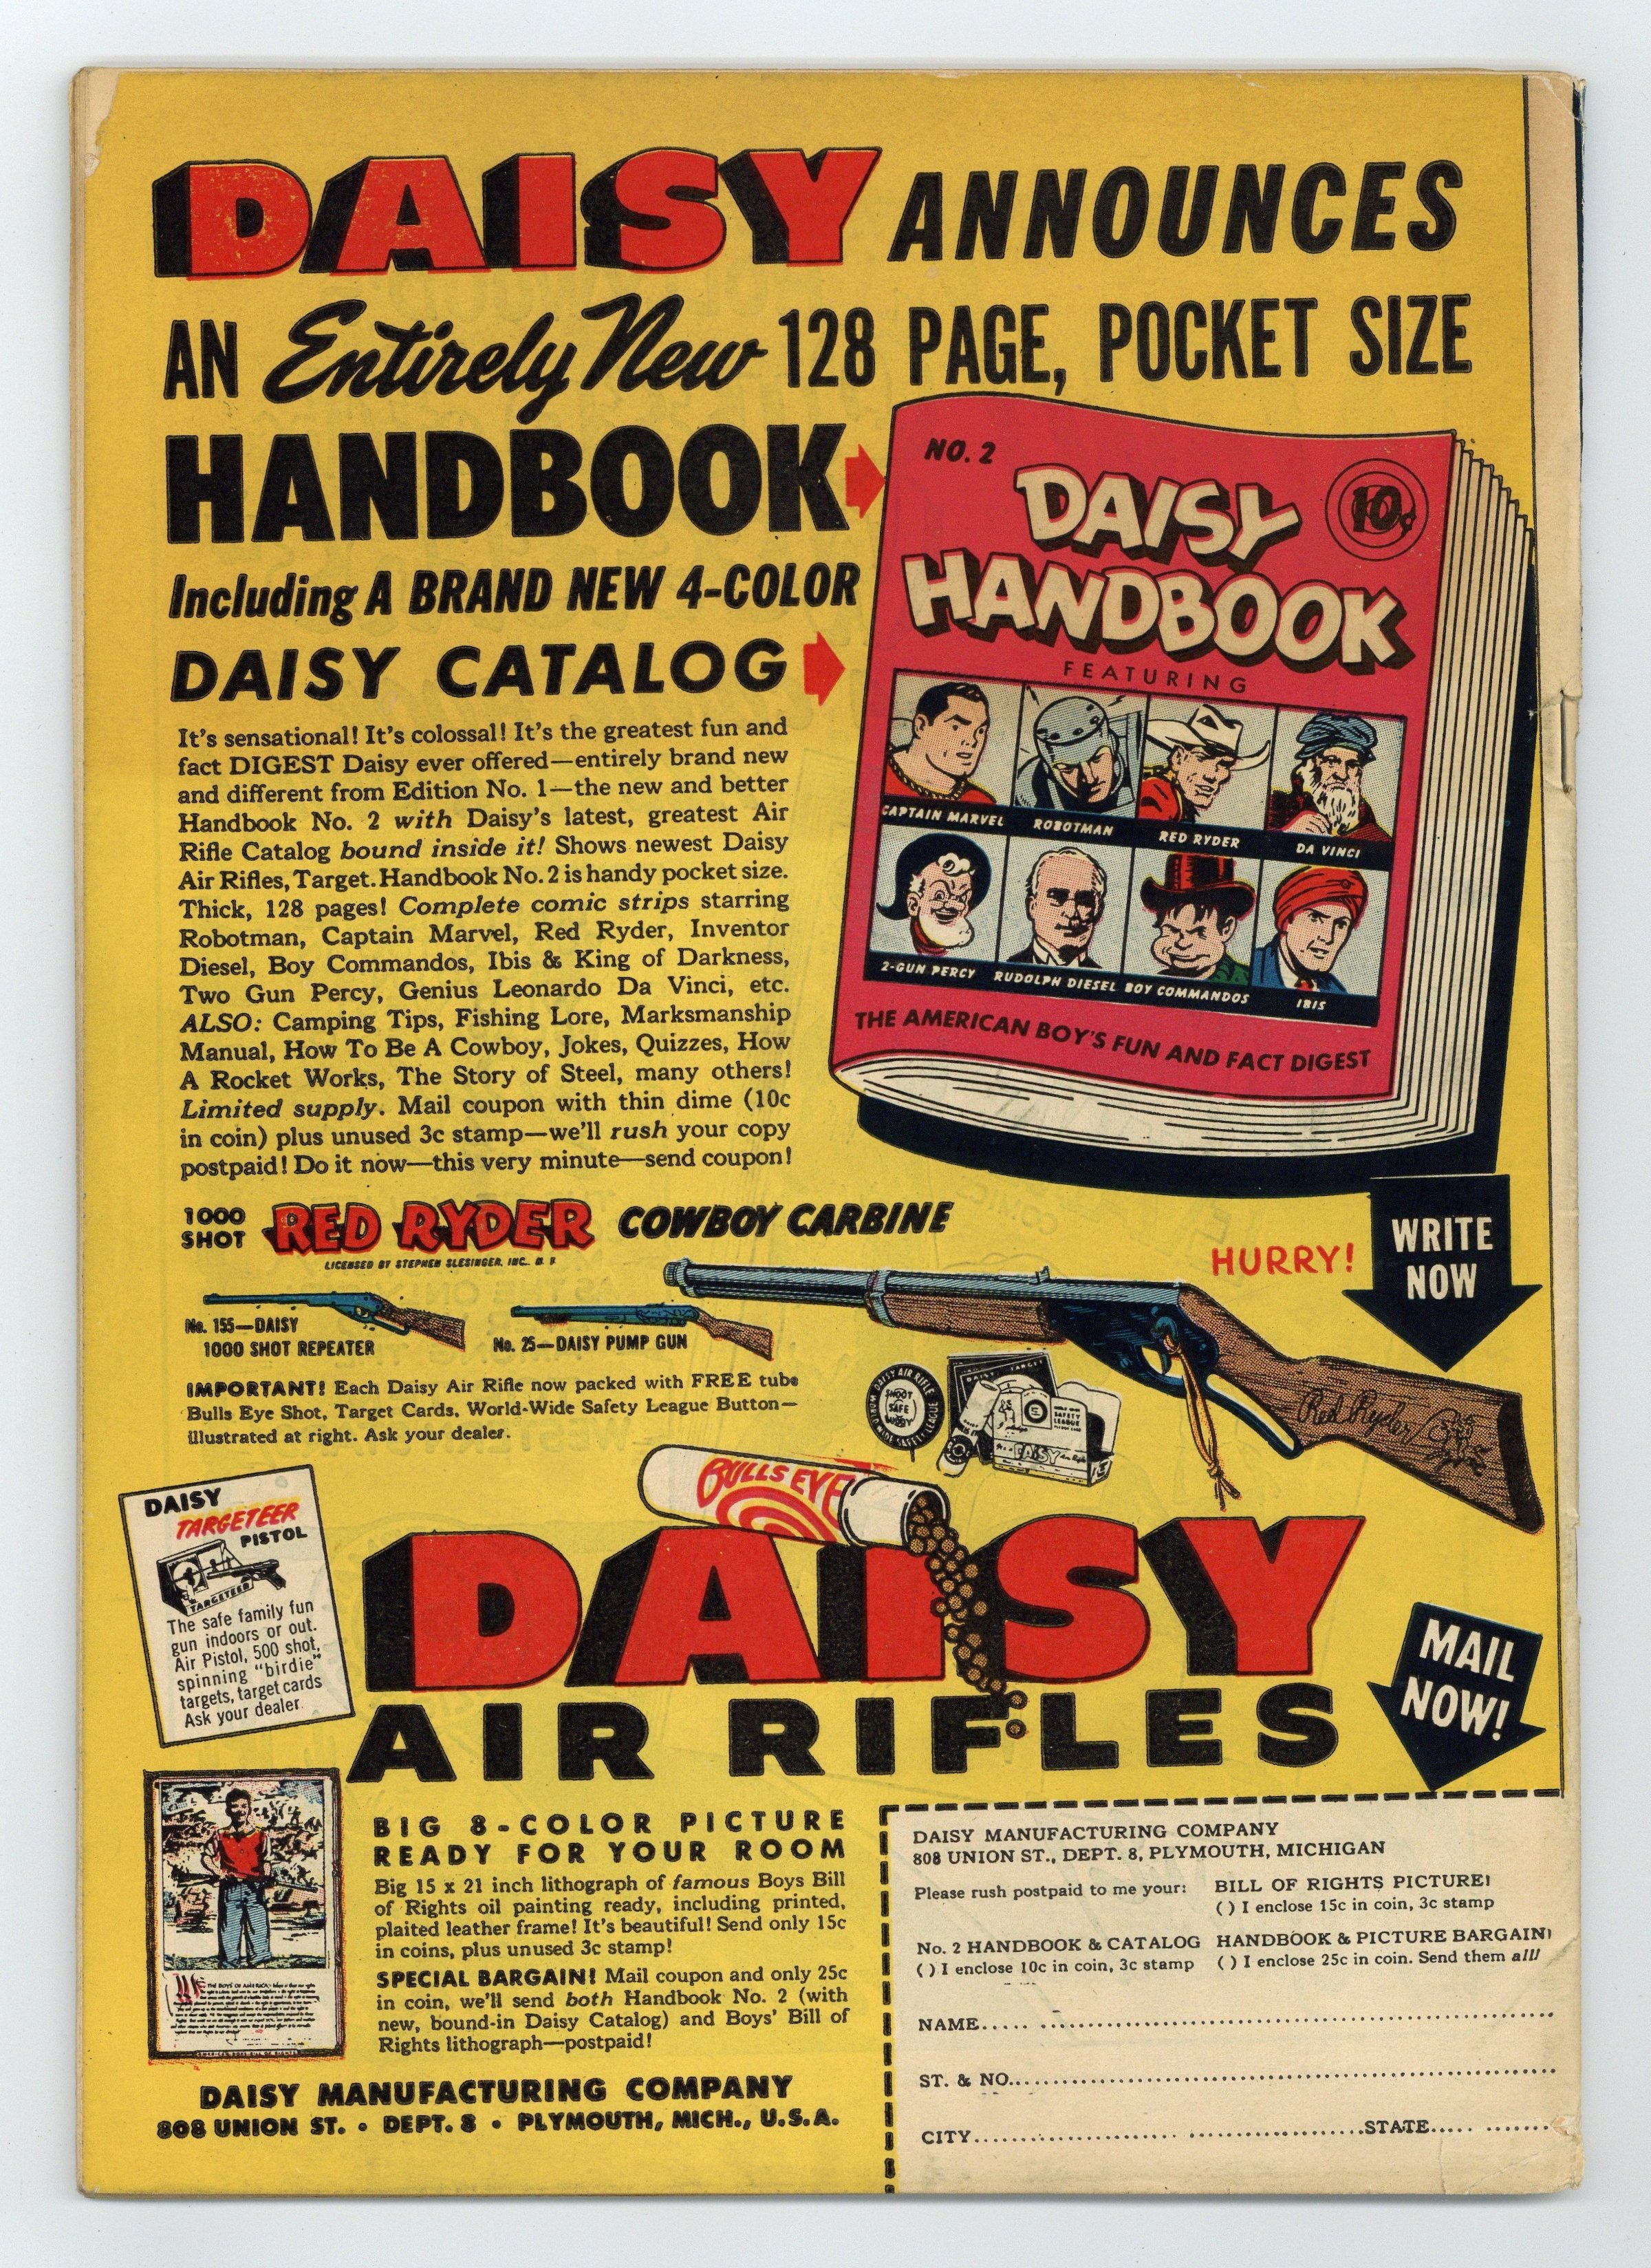 DAISY ANNOUNCES
AN Entirely New 128 PAGE, POCKET SIZE
HANDBOOK
Including A BRAND NEW 4-COLOR
DAISY CATALOG
It's sensational! It's colossal! It's the greatest fun and
fact DIGEST Daisy ever offered—entirely brand new
and different from Edition No. 1—the new and better
Handbook No. 2 with Daisy's latest, greatest Air
Rifle Catalog bound inside it! Shows newest Daisy
Air Rifles, Target. Handbook No. 2 is handy pocket size.
Thick, 128 pages! Complete comic strips starring
Robotman, Captain Marvel, Red Ryder, Inventor
Diesel, Boy Commandos, Ibis & King of Darkness,
Two Gun Percy, Genius Leonardo Da Vinci, etc.
ALSO: Camping Tips, Fishing Lore, Marksmanship
Manual, How To Be A Cowboy, Jokes, Quizzes, How
A Rocket Works, The Story of Steel, many others!
Limited supply. Mail coupon with thin dime (10c
in coin) plus unused 3c stamp—we'll rush your copy
postpaid! Do it now—this very minute—send coupon!
NO. 2
10¢
DAISY
HANDBOOK
FEATURING
CAPTAIN MARVEL ROBOTMAN RED RYDER DA VINCI
2-GUN PERCY RUDOLPH DIESEL BOY COMMANDOS IBIS
THE AMERICAN BOY'S FUN AND FACT DIGEST
1000
SHOT
RED RYDER COWBOY CARBINE
LICENSED BY STEPHEN SLESINGER, INC.
HURRY!
WRITE
NOW
No. 155—DAISY
1000 SHOT REPEATER
No. 25—DAISY PUMP GUN
IMPORTANT! Each Daisy Air Rifle now packed with FREE tube
Bulls Eye Shot, Target Cards, World-Wide Safety League Button—
illustrated at right. Ask your dealer.
SHOOT
SAFE
BUDDY
TARGET
SAFETY
LEAGUE
DAISY
Red Ryder
BULLS EYE
DAISY
TARGETEER
PISTOL
TARGETEER
The safe family fun
gun indoors or out.
Air Pistol, 500 shot,
spinning "birdie"
targets, target cards
Ask your dealer.
DAISY
AIR RIFLES
MAIL
NOW!
BIG 8-COLOR PICTURE
READY FOR YOUR ROOM
Big 15 x 21 inch lithograph of famous Boys Bill
of Rights oil painting ready, including printed,
plaited leather frame! It's beautiful! Send only 15c
in coins, plus unused 3c stamp!
SPECIAL BARGAIN! Mail coupon and only 25c
in coin, we'll send both Handbook No. 2 (with
new, bound-in Daisy Catalog) and Boys' Bill of
Rights lithograph—postpaid!
DAISY MANUFACTURING COMPANY
808 UNION ST. • DEPT. 8 • PLYMOUTH, MICH., U.S.A.
DAISY MANUFACTURING COMPANY
808 UNION ST., DEPT. 8, PLYMOUTH, MICHIGAN
Please rush postpaid to me your:
BILL OF RIGHTS PICTURE!
( ) I enclose 15c in coin, 3c stamp
No. 2 HANDBOOK & CATALOG
( ) I enclose 10c in coin, 3c stamp
HANDBOOK & PICTURE BARGAIN!
( ) I enclose 25c in coin. Send them all!
NAME
ST. & NO.
CITY STATE